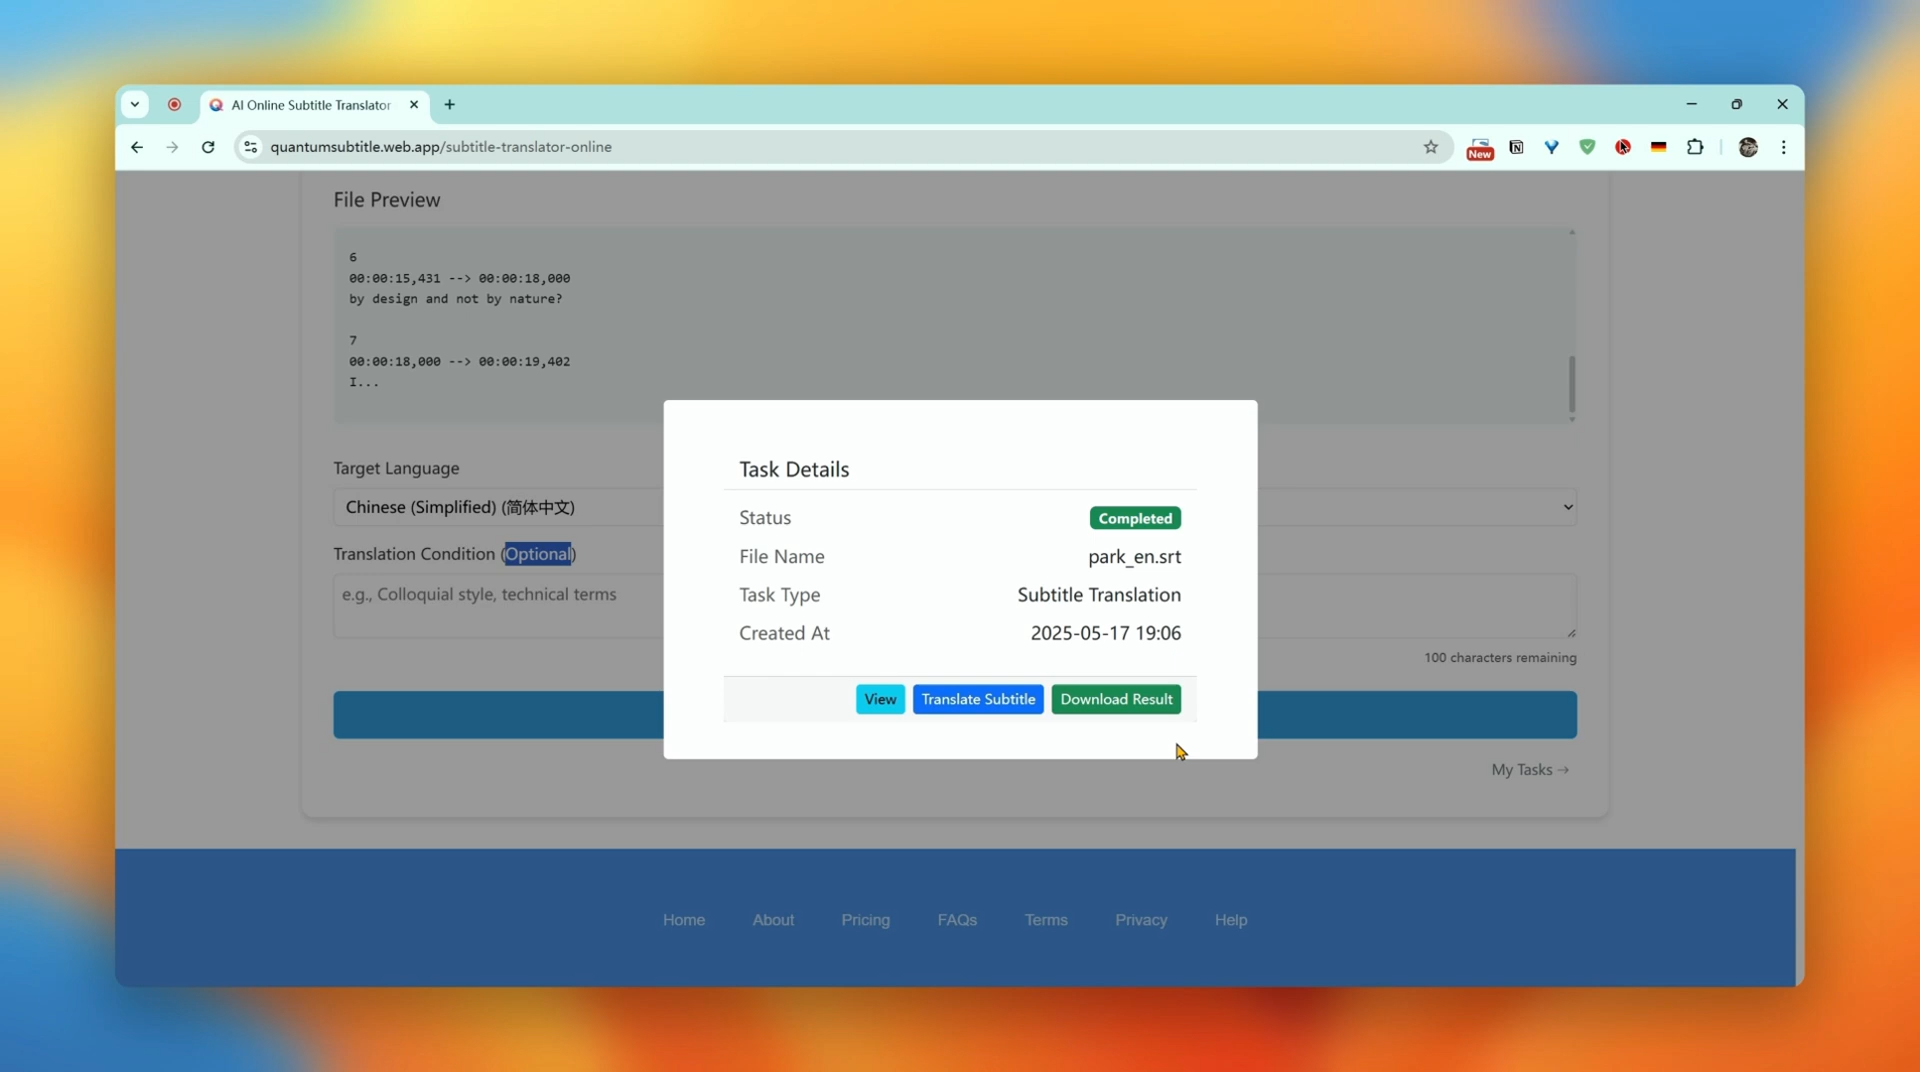 AI Online Subtitle Translator
quantumsubtitle.web.app/subtitle-translator-online
New
File Preview
6
00:00:15,431 --> 00:00:18,000
by design and not by nature?
7
00:00:18,000 --> 00:00:19,402
I...
Target Language
Chinese (Simplified) (简体中文)
Translation Condition (Optional)
e.g., Colloquial style, technical terms
100 characters remaining
Task Details
Status Completed
File Name park_en.srt
Task Type Subtitle Translation
Created At 2025-05-17 19:06
View Translate Subtitle Download Result
My Tasks →
Home About Pricing FAQs Terms Privacy Help